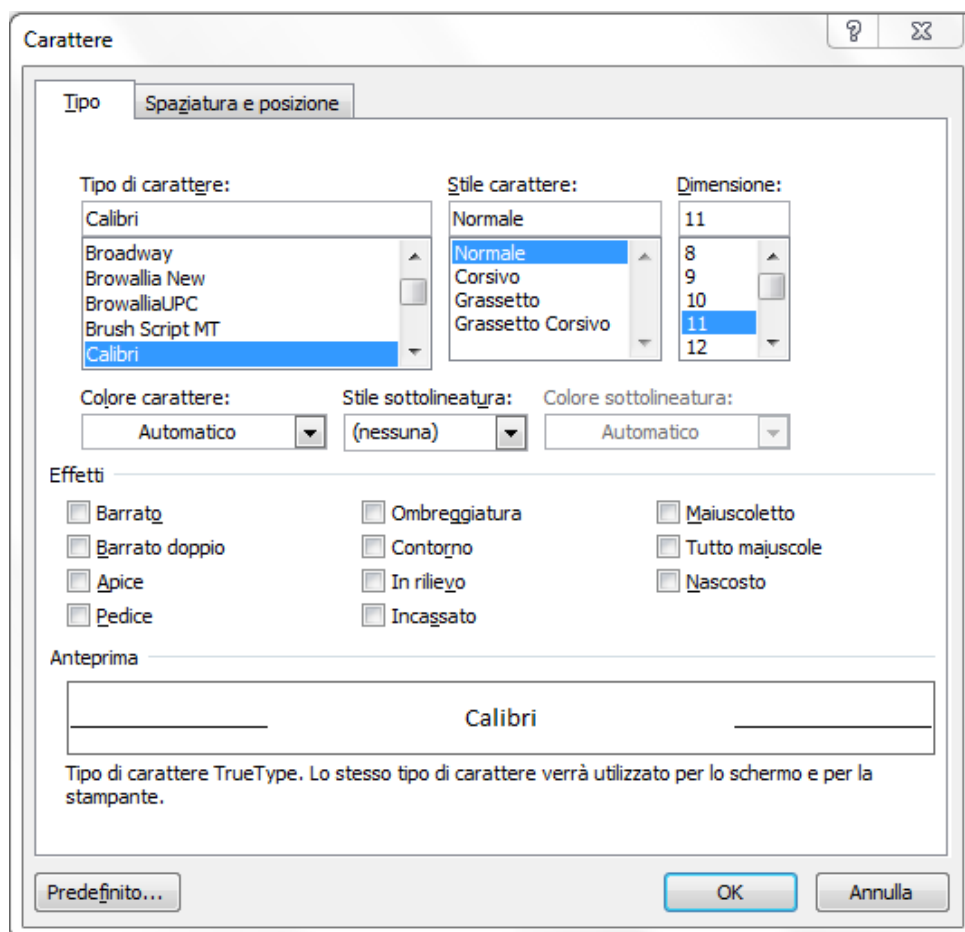 Carattere
Tipo
Spaziatura e posizione
Tipo di carattere:
Stile carattere:
Dimensione:
Calibri
Normale
11
Broadway
Browallia New
BrowalliaUPC
Brush Script MT
Calibri
Normale
Corsivo
Grassetto
Grassetto Corsivo
8
9
10
11
12
Colore carattere:
Stile sottolineatura:
Colore sottolineatura:
Automatico
(nessuna)
Automatico
Effetti
Barrato
Ombreggiatura
Maiuscoletto
Barrato doppio
Contorno
Tutto maiuscole
Apice
In rilievo
Nascosto
Pedice
Incassato
Anteprima
Calibri
Tipo di carattere TrueType. Lo stesso tipo di carattere verrà utilizzato per lo schermo e per la
stampante.
Predefinito...
OK
Annulla